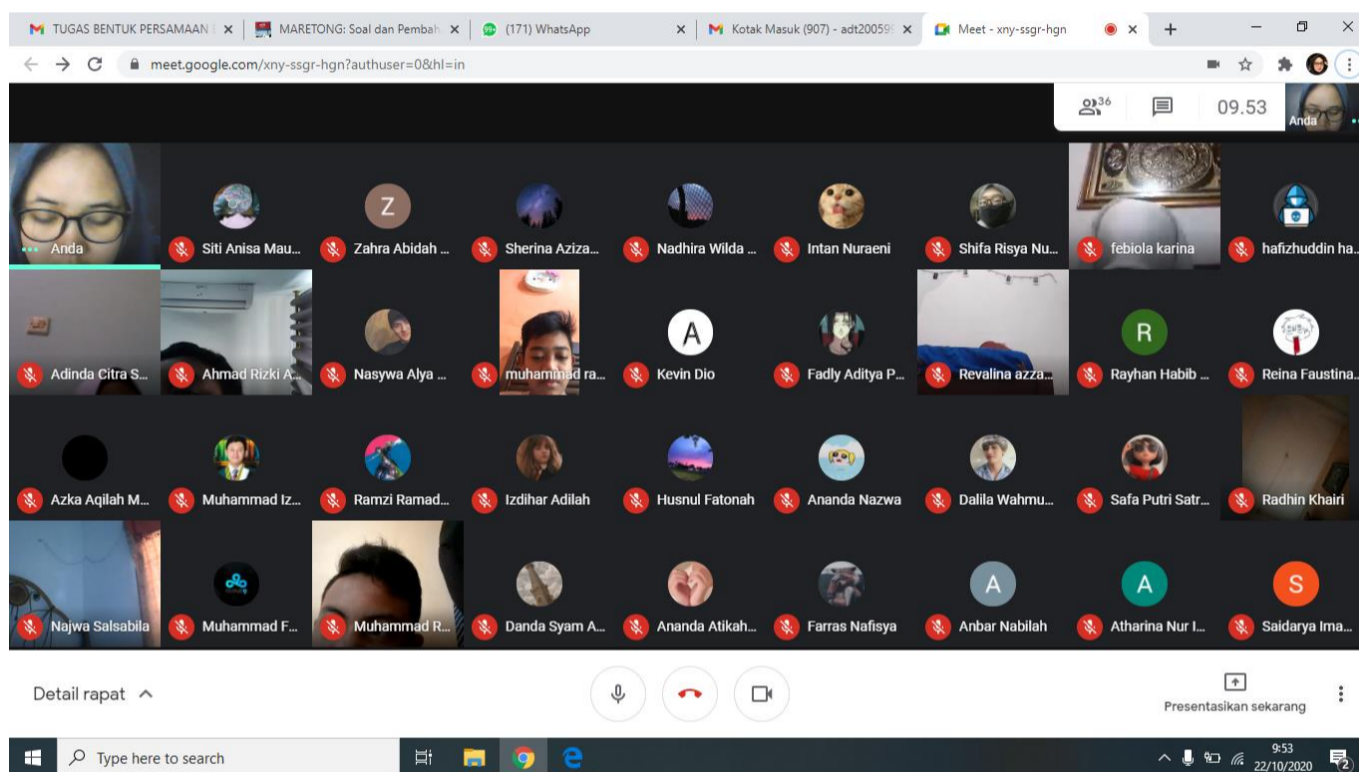 TUGAS BENTUK PERSAMAAN
MARETONG: Soal dan Pembah
99+
(171) WhatsApp
Kotak Masuk (907) - adt200599
Meet - xny-ssgr-hgn
meet.google.com/xny-ssgr-hgn?authuser=0&hl=in
36
09.53
Anda
Anda
Siti Anisa Mau...
Z
Zahra Abidah ...
Sherina Aziza...
Nadhira Wilda ...
Intan Nuraeni
Shifa Risya Nu...
febiola karina
hafizhuddin ha...
Adinda Citra S...
Ahmad Rizki A...
Nasywa Alya ...
muhammad ra...
A
Kevin Dio
Fadly Aditya P...
Revalina azza...
R
Rayhan Habib ...
Reina Faustina...
Azka Aqilah M...
Muhammad Iz...
Ramzi Ramad...
Izdihar Adilah
Husnul Fatonah
Ananda Nazwa
Dalila Wahmu...
Safa Putri Satr...
Radhin Khairi
Najwa Salsabila
Muhammad F...
Muhammad R...
Danda Syam A...
Ananda Atikah...
Farras Nafisya
A
Anbar Nabilah
A
Atharina Nur I...
S
Saidarya Ima...
Detail rapat
Presentasikan sekarang
Type here to search
9:53
22/10/2020
2